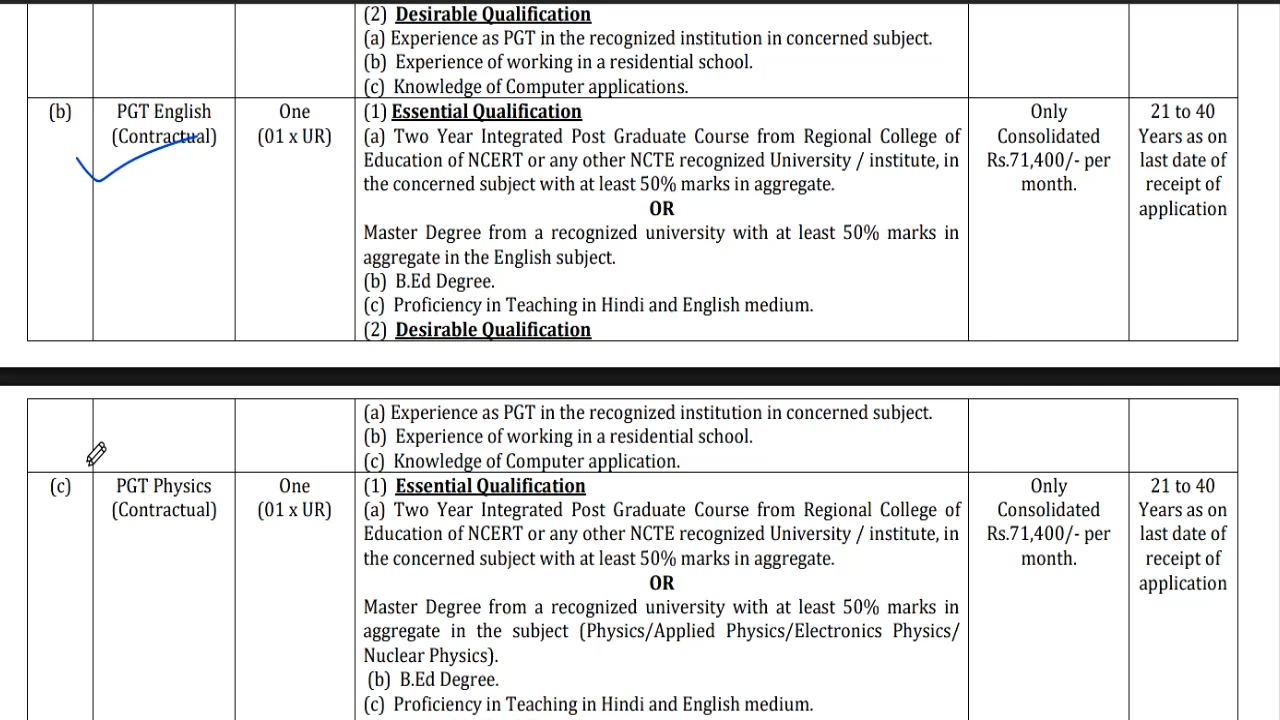 (2) Desirable Qualification
(a) Experience as PGT in the recognized institution in concerned subject.
(b) Experience of working in a residential school.
(c) Knowledge of Computer applications.
(b)
PGT English
(Contractual)
One
(01 x UR)
(1) Essential Qualification
(a) Two Year Integrated Post Graduate Course from Regional College of
Education of NCERT or any other NCTE recognized University / institute, in
the concerned subject with at least 50% marks in aggregate.
OR
Master Degree from a recognized university with at least 50% marks in
aggregate in the English subject.
(b) B.Ed Degree.
(c) Proficiency in Teaching in Hindi and English medium.
(2) Desirable Qualification
Only
Consolidated
Rs.71,400/- per
month.
21 to 40
Years as on
last date of
receipt of
application
(a) Experience as PGT in the recognized institution in concerned subject.
(b) Experience of working in a residential school.
(c) Knowledge of Computer application.
(c)
PGT Physics
(Contractual)
One
(01 x UR)
(1) Essential Qualification
(a) Two Year Integrated Post Graduate Course from Regional College of
Education of NCERT or any other NCTE recognized University / institute, in
the concerned subject with at least 50% marks in aggregate.
OR
Master Degree from a recognized university with at least 50% marks in
aggregate in the subject (Physics/Applied Physics/Electronics Physics/
Nuclear Physics).
(b) B.Ed Degree.
(c) Proficiency in Teaching in Hindi and English medium.
Only
Consolidated
Rs.71,400/- per
month.
21 to 40
Years as on
last date of
receipt of
application